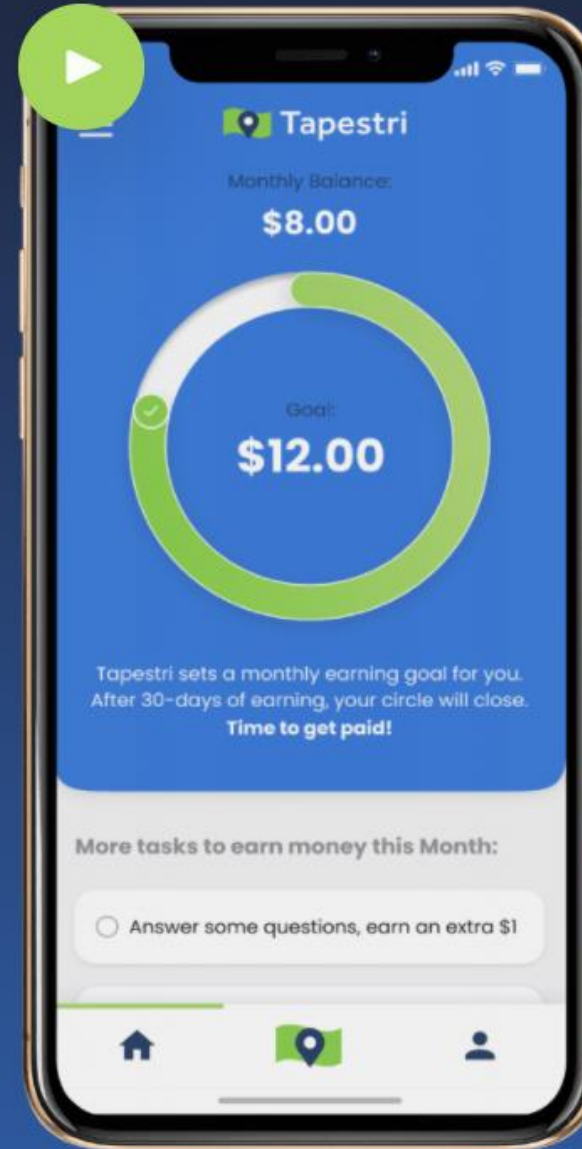 Tapestri
Monthly Balance:
$8.00
Goal:
$12.00
Tapestri sets a monthly earning goal for you.
After 30-days of earning, your circle will close.
Time to get paid!
More tasks to earn money this Month:
Answer some questions, earn an extra $1